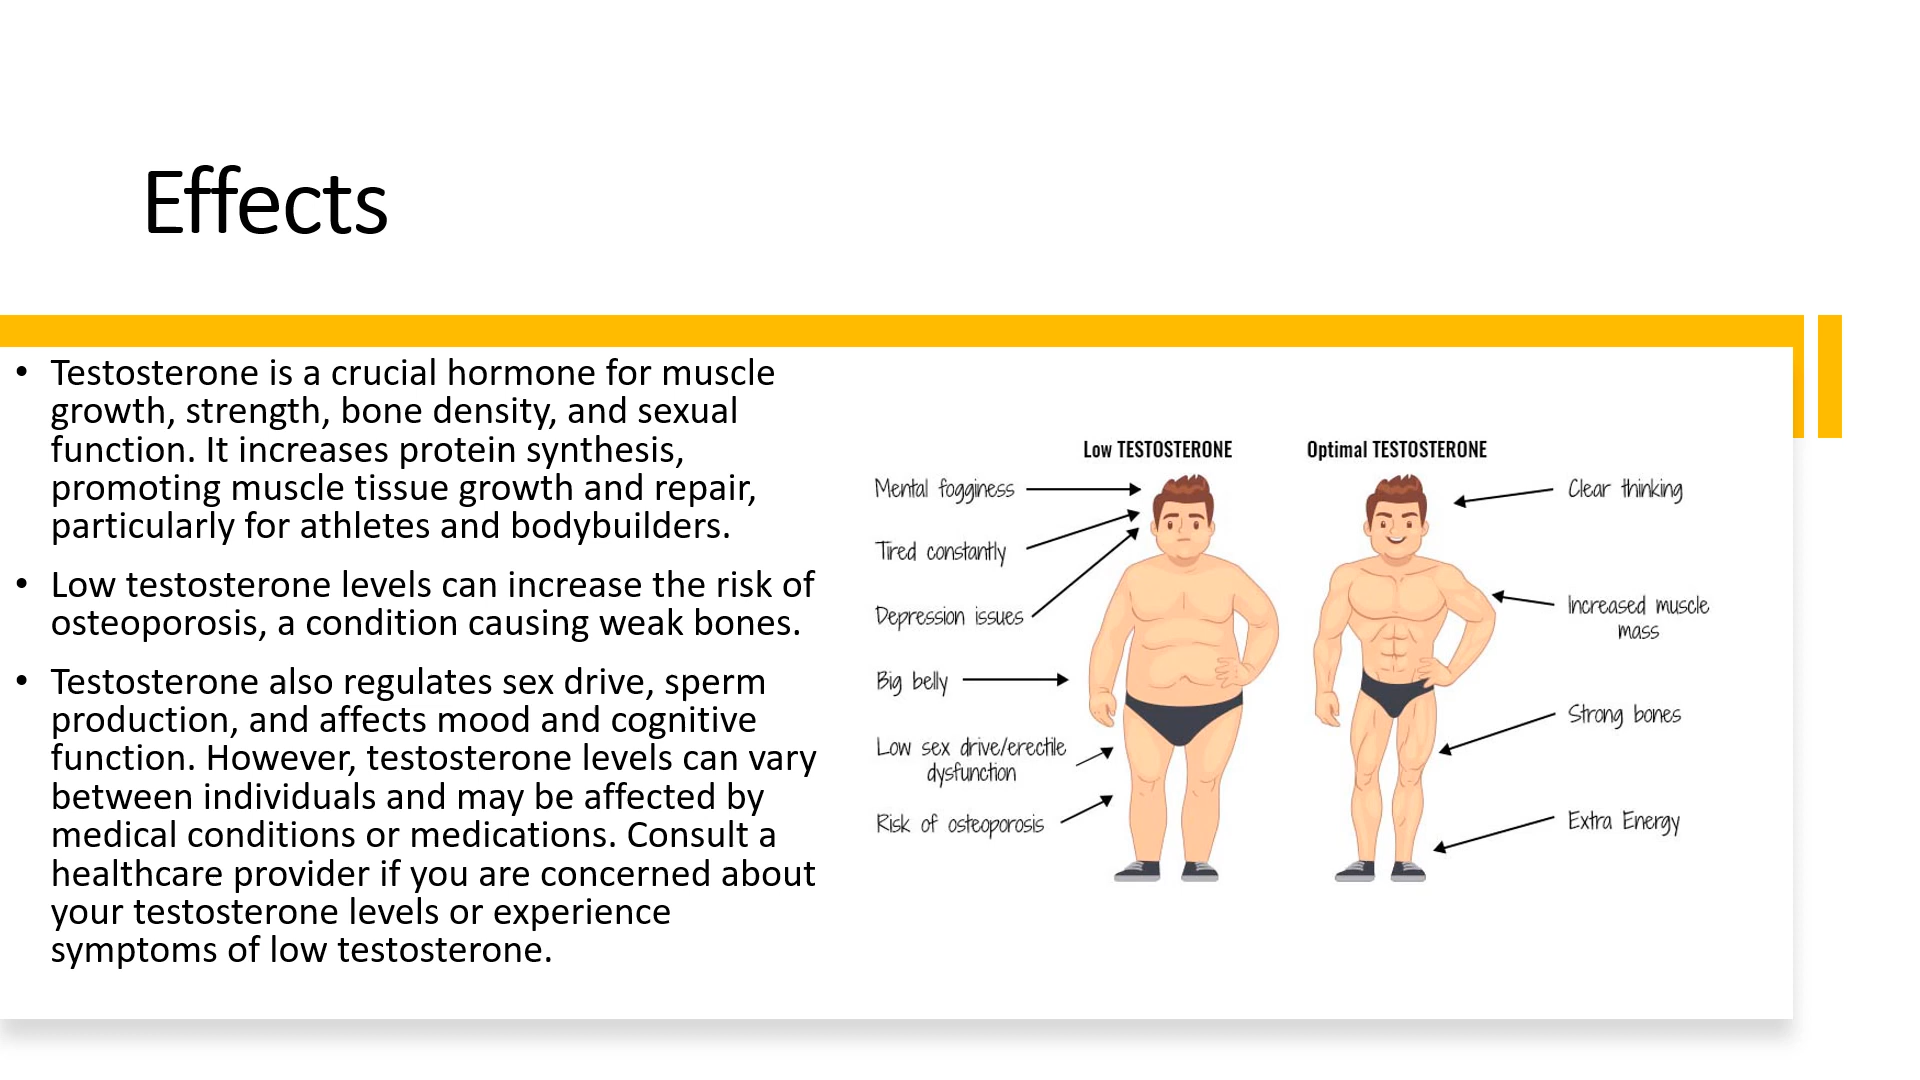 Effects
• Testosterone is a crucial hormone for muscle
growth, strength, bone density, and sexual
function. It increases protein synthesis,
promoting muscle tissue growth and repair,
particularly for athletes and bodybuilders.
• Low testosterone levels can increase the risk of
osteoporosis, a condition causing weak bones.
• Testosterone also regulates sex drive, sperm
production, and affects mood and cognitive
function. However, testosterone levels can vary
between individuals and may be affected by
medical conditions or medications. Consult a
healthcare provider if you are concerned about
your testosterone levels or experience
symptoms of low testosterone.
Low TESTOSTERONE
Mental fogginess
Tired constantly
Depression issues
Big belly
Low sex drive/erectile
dysfunction
Risk of osteoporosis
Optimal TESTOSTERONE
Clear thinking
Increased muscle
mass
Strong bones
Extra Energy